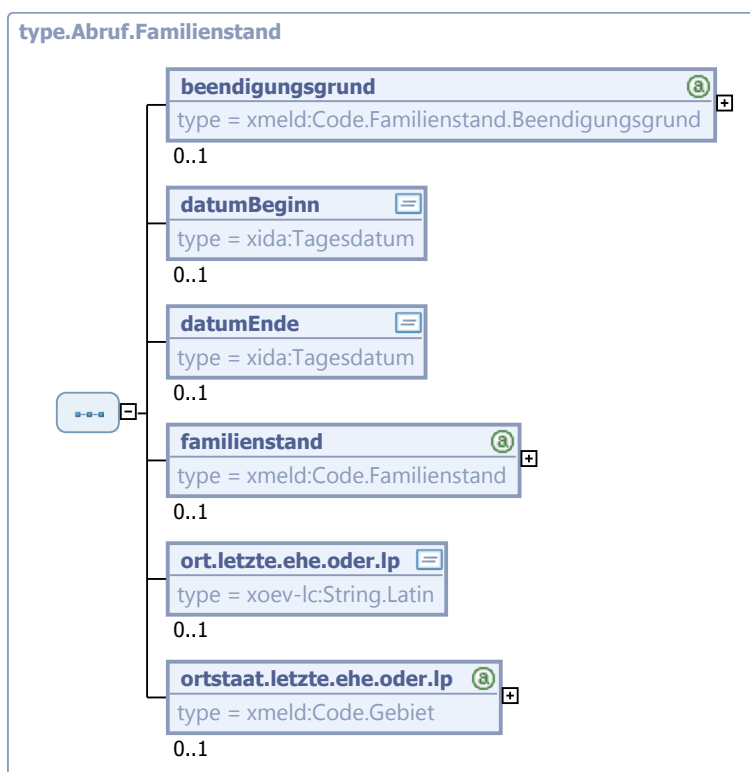 type.Abruf.Familienstand
beendigungsgrund
type = xmeld:Code.Familienstand.Beendigungsgrund
0..1
datumBeginn
type = xida:Tagesdatum
0..1
datumEnde
type = xida:Tagesdatum
0..1
familienstand
type = xmeld:Code.Familienstand
0..1
ort.letzte.ehe.oder.lp
type = xoev-lc:String.Latin
0..1
ortstaat.letzte.ehe.oder.lp
type = xmeld:Code.Gebiet
0..1